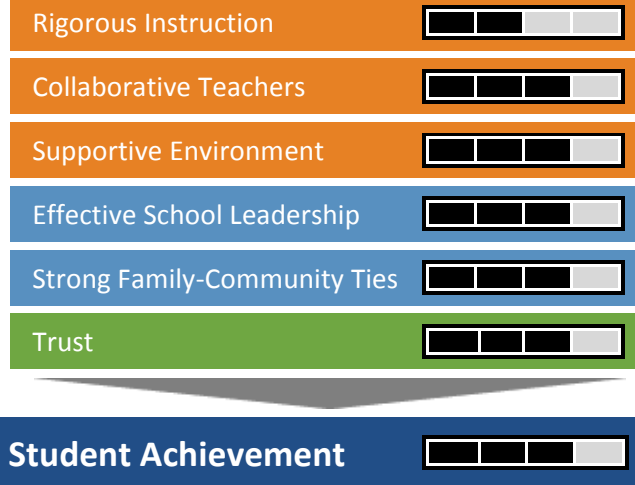 Rigorous Instruction
Collaborative Teachers
Supportive Environment
Effective School Leadership
Strong Family-Community Ties
Trust
Student Achievement